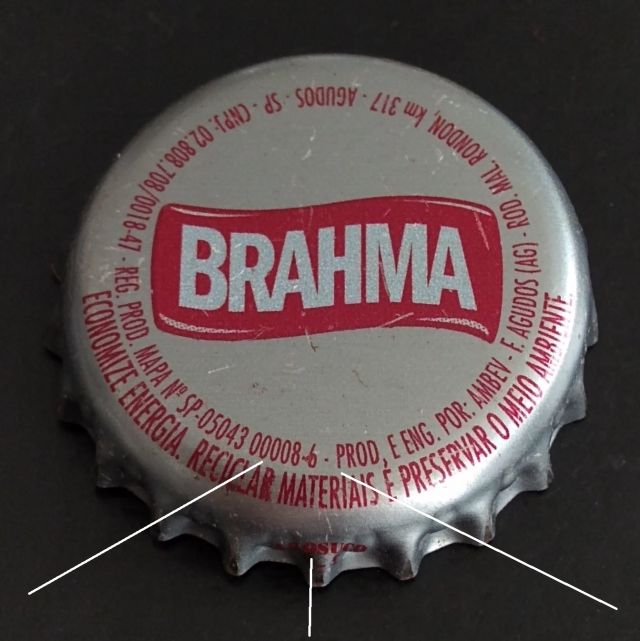 BRAHMA
REG. PROD. MAPA Nº SP-05043 00008-6 - PROD. E ENG. POR: AMBEV - F. AGUDOS (AG) - ROD. MAL. RONDON, km 317 - AGUDOS - SP - CNPJ: 02.808.708/0018-47 -
ECONOMIZE ENERGIA. RECICLAR MATERIAIS É PRESERVAR O MEIO AMBIENTE.